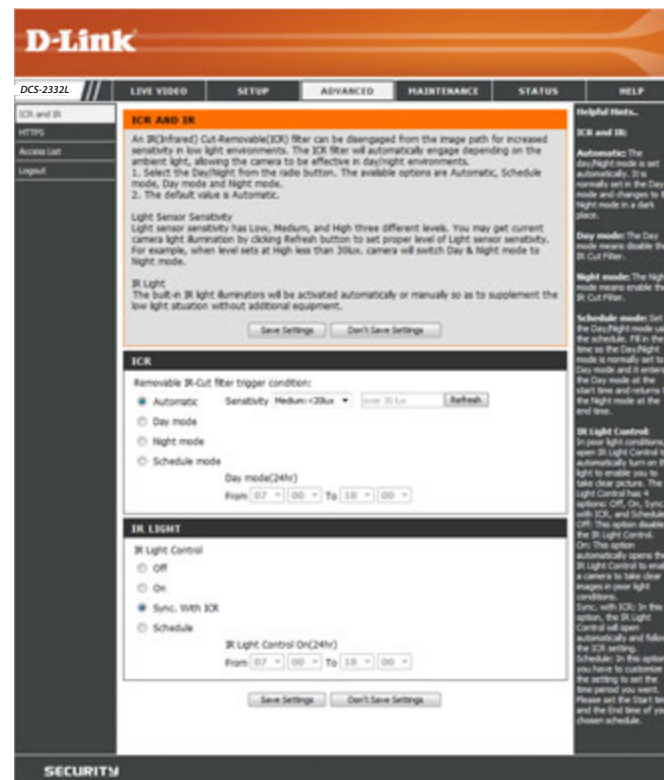 D-Link
DCS-2332L
LIVE VIDEO SETUP ADVANCED MAINTENANCE STATUS HELP
ICR and IR
HTTPS
Access List
Logout
ICR AND IR
An IR(Infrared) Cut-Removable(ICR) filter can be disengaged from the image path for increased
sensitivity in low light environments. The ICR filter will automatically engage depending on the
ambient light, allowing the camera to be effective in day/night environments.
1. Select the Day/Night from the radio button. The available options are Automatic, Schedule
mode, Day mode and Night mode.
2. The default value is Automatic.
Light Sensor Sensitivity
Light sensor sensitivity has Low, Medium, and High three different levels. You may get current
camera light illumination by clicking Refresh button to set proper level of Light sensor sensitivity.
For example, when level sets at High less than 30lux. camera will switch Day & Night mode to
Night mode.
IR Light
The built-in IR light illuminators will be activated automatically or manually so as to supplement the
low light situation without additional equipment.
Save Settings Don't Save Settings
ICR
Removable IR-Cut filter trigger condition:
Automatic Sensitivity Medium <20lux over 30 lux Refresh
Day mode
Night mode
Schedule mode
Day mode(24hr)
From 07 00 To 18 00
IR LIGHT
IR Light Control
Off
On
Sync. With ICR
Schedule
IR Light Control On(24hr)
From 07 00 To 18 00
Save Settings Don't Save Settings
Helpful Hints..
ICR and IR:
Automatic: The
day/Night mode is set
automatically. It is
normally set in the Day
mode and changes to
Night mode in a dark
place.
Day mode: The Day
mode means disable the
IR Cut Filter.
Night mode: The Night
mode means enable the
IR Cut Filter.
Schedule mode: Set
the Day/Night mode
the schedule. Fill in the
time so the Day/Night
mode is normally set to
Day mode and it enters
the Day mode at the
start time and returns
the Night mode at the
end time.
IR Light Control:
In poor light conditions,
open IR Light Control to
automatically turn on the
light to enable you to
take clear picture. The
Light Control has 4
options: Off, On, Sync.
with ICR, and Schedule
Off: This option disables
the IR Light Control.
On: This option
automatically opens the
IR Light Control to
a camera to take clear
images in poor light
conditions.
Sync. with ICR: In this
option, the IR Light
Control will open
automatically and
the ICR setting.
Schedule: In this option
you have to customize
the setting to set the
time period you want.
Please set the Start time
and the End time of
chosen schedule.
SECURITY